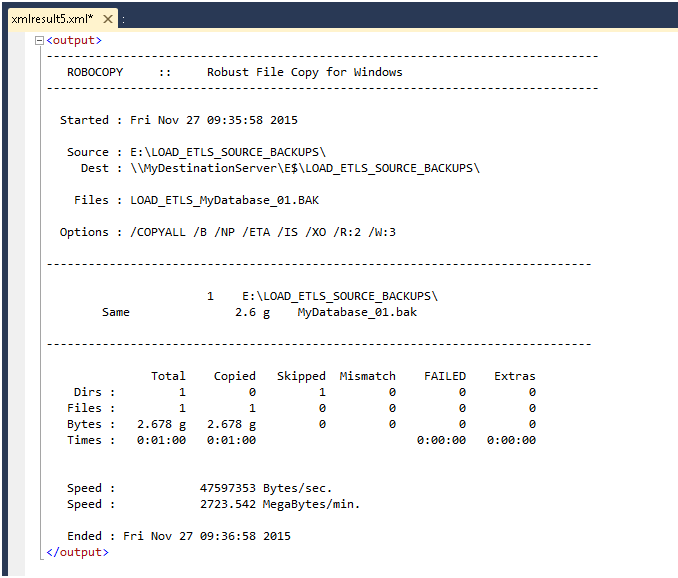 xmlresult5.xml*
<output>
-------------------------------------------------------------------------------
   ROBOCOPY     ::     Robust File Copy for Windows
-------------------------------------------------------------------------------
  Started : Fri Nov 27 09:35:58 2015
   Source : E:\LOAD_ETLS_SOURCE_BACKUPS\
     Dest : \\MyDestinationServer\E$\LOAD_ETLS_SOURCE_BACKUPS\
    Files : LOAD_ETLS_MyDatabase_01.BAK
  Options : /COPYALL /B /NP /ETA /IS /XO /R:2 /W:3
------------------------------------------------------------------------------
                       1    E:\LOAD_ETLS_SOURCE_BACKUPS\
        Same               2.6 g    MyDatabase_01.bak
------------------------------------------------------------------------------
               Total    Copied   Skipped  Mismatch    FAILED    Extras
    Dirs :         1         0         1         0         0         0
   Files :         1         1         0         0         0         0
   Bytes :   2.678 g   2.678 g         0         0         0         0
   Times :   0:01:00   0:01:00                       0:00:00   0:00:00
   Speed :            47597353 Bytes/sec.
   Speed :            2723.542 MegaBytes/min.
   Ended : Fri Nov 27 09:36:58 2015
</output>